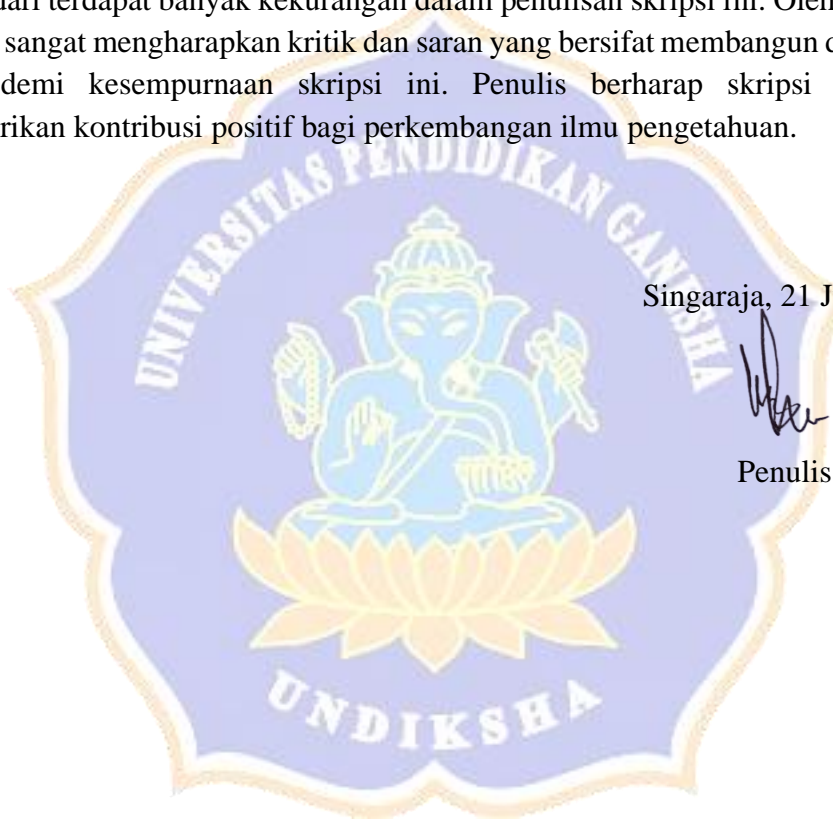 dari terdapat banyak kekurangan dalam penulisan skripsi ini. Oleh
sangat mengharapkan kritik dan saran yang bersifat membangun
demi kesempurnaan skripsi ini. Penulis berharap skripsi
rikan kontribusi positif bagi perkembangan ilmu pengetahuan.
UNIVERSITAS PENDIDIKAN GANESHA
Singaraja, 21 J
Penulis
UNDIKSHA